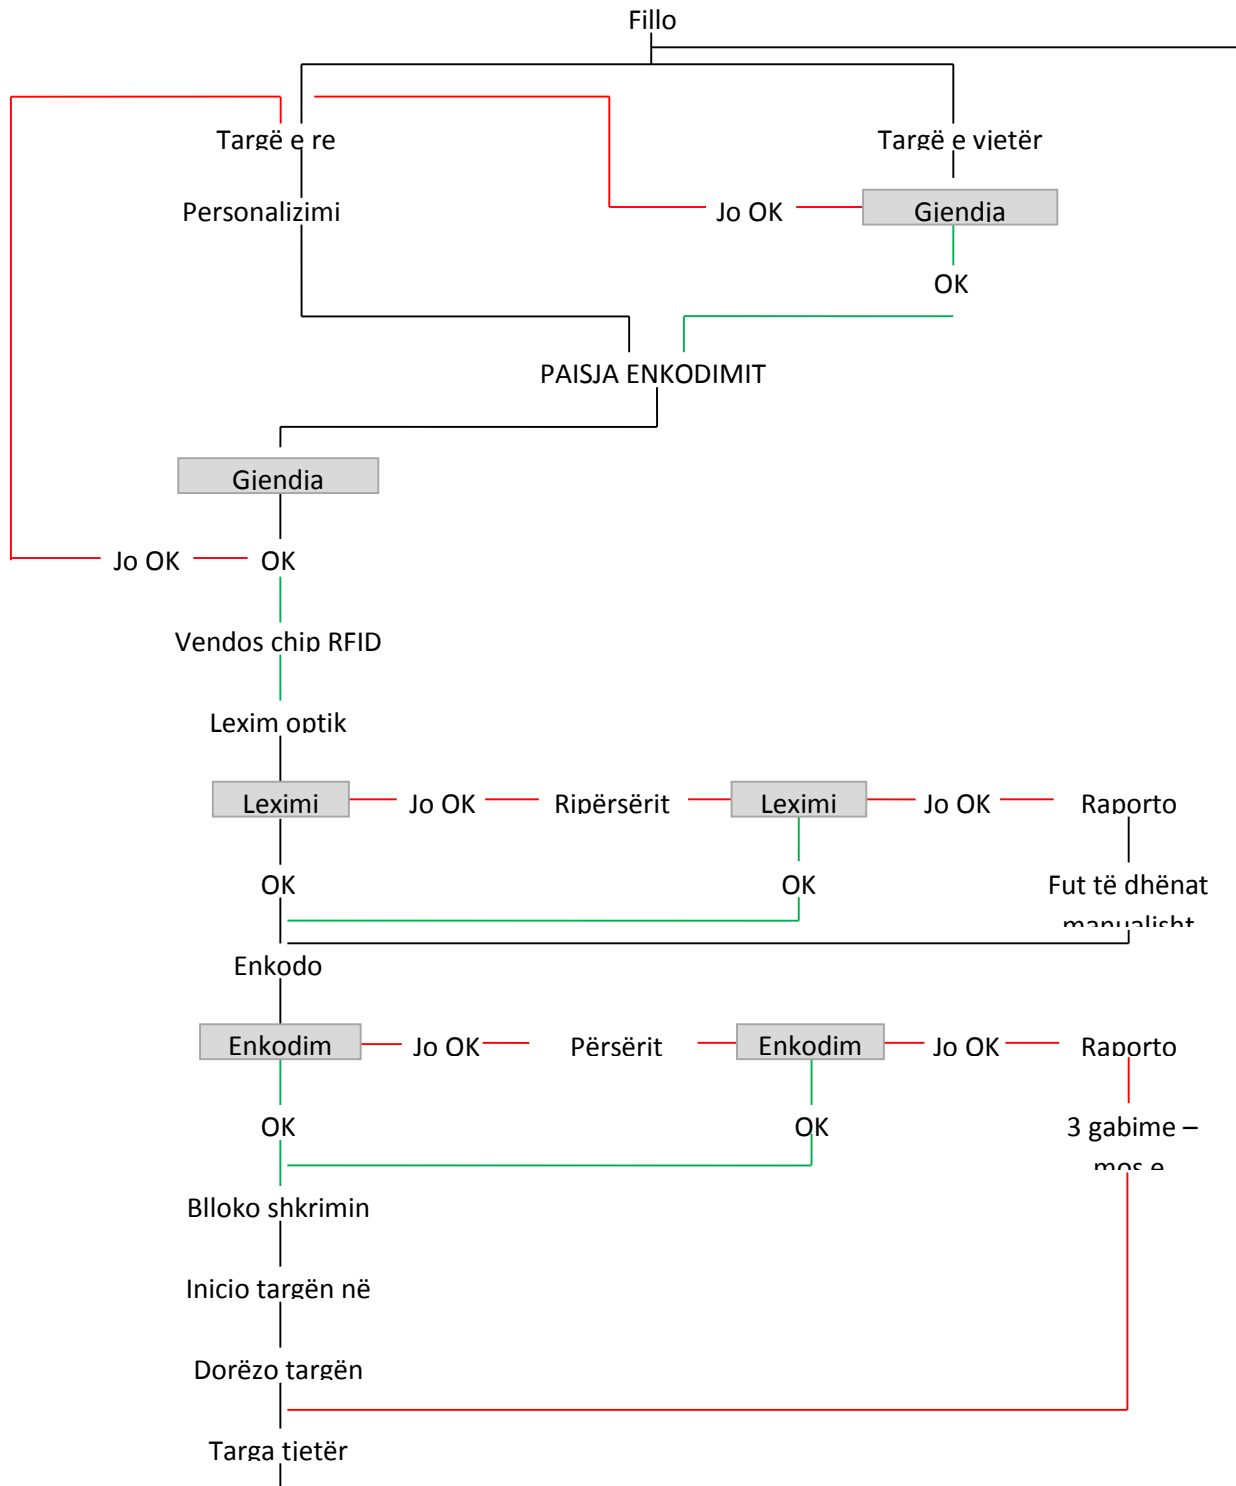 Fillo
Targë e re
Targë e vjetër
Personalizimi
Jo OK
Gjendja
OK
PAISJA ENKODIMIT
Gjendja
Jo OK
OK
Vendos chip RFID
Lexim optik
Leximi
Jo OK
Ripërsërit
Leximi
Jo OK
Raporto
OK
OK
Fut të dhënat
manualisht
Enkodo
Enkodim
Jo OK
Përsërit
Enkodim
Jo OK
Raporto
OK
OK
3 gabime –
mos e
Blloko shkrimin
Inicio targën në
Dorëzo targën
Targa tjetër